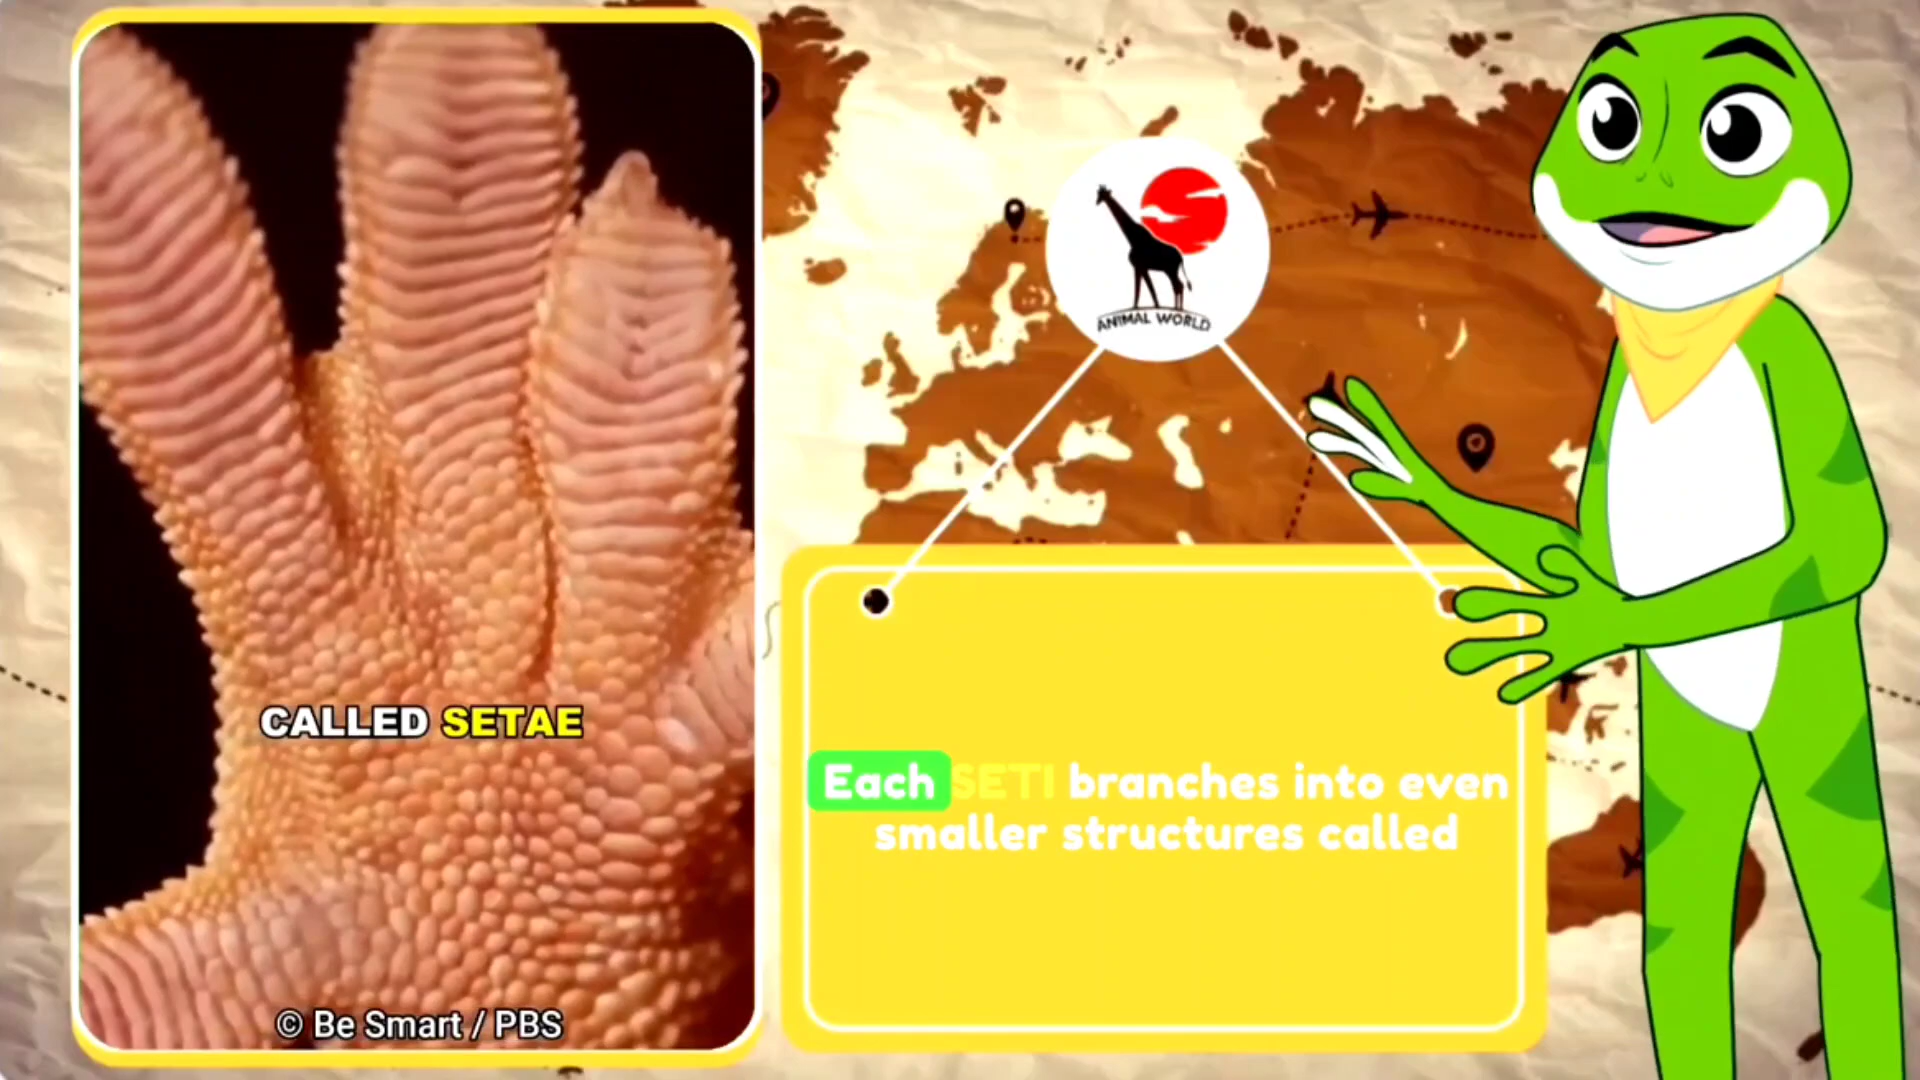 CALLED SETAE
© Be Smart / PBS
ANIMAL WORLD
Each SETI branches into even
smaller structures called